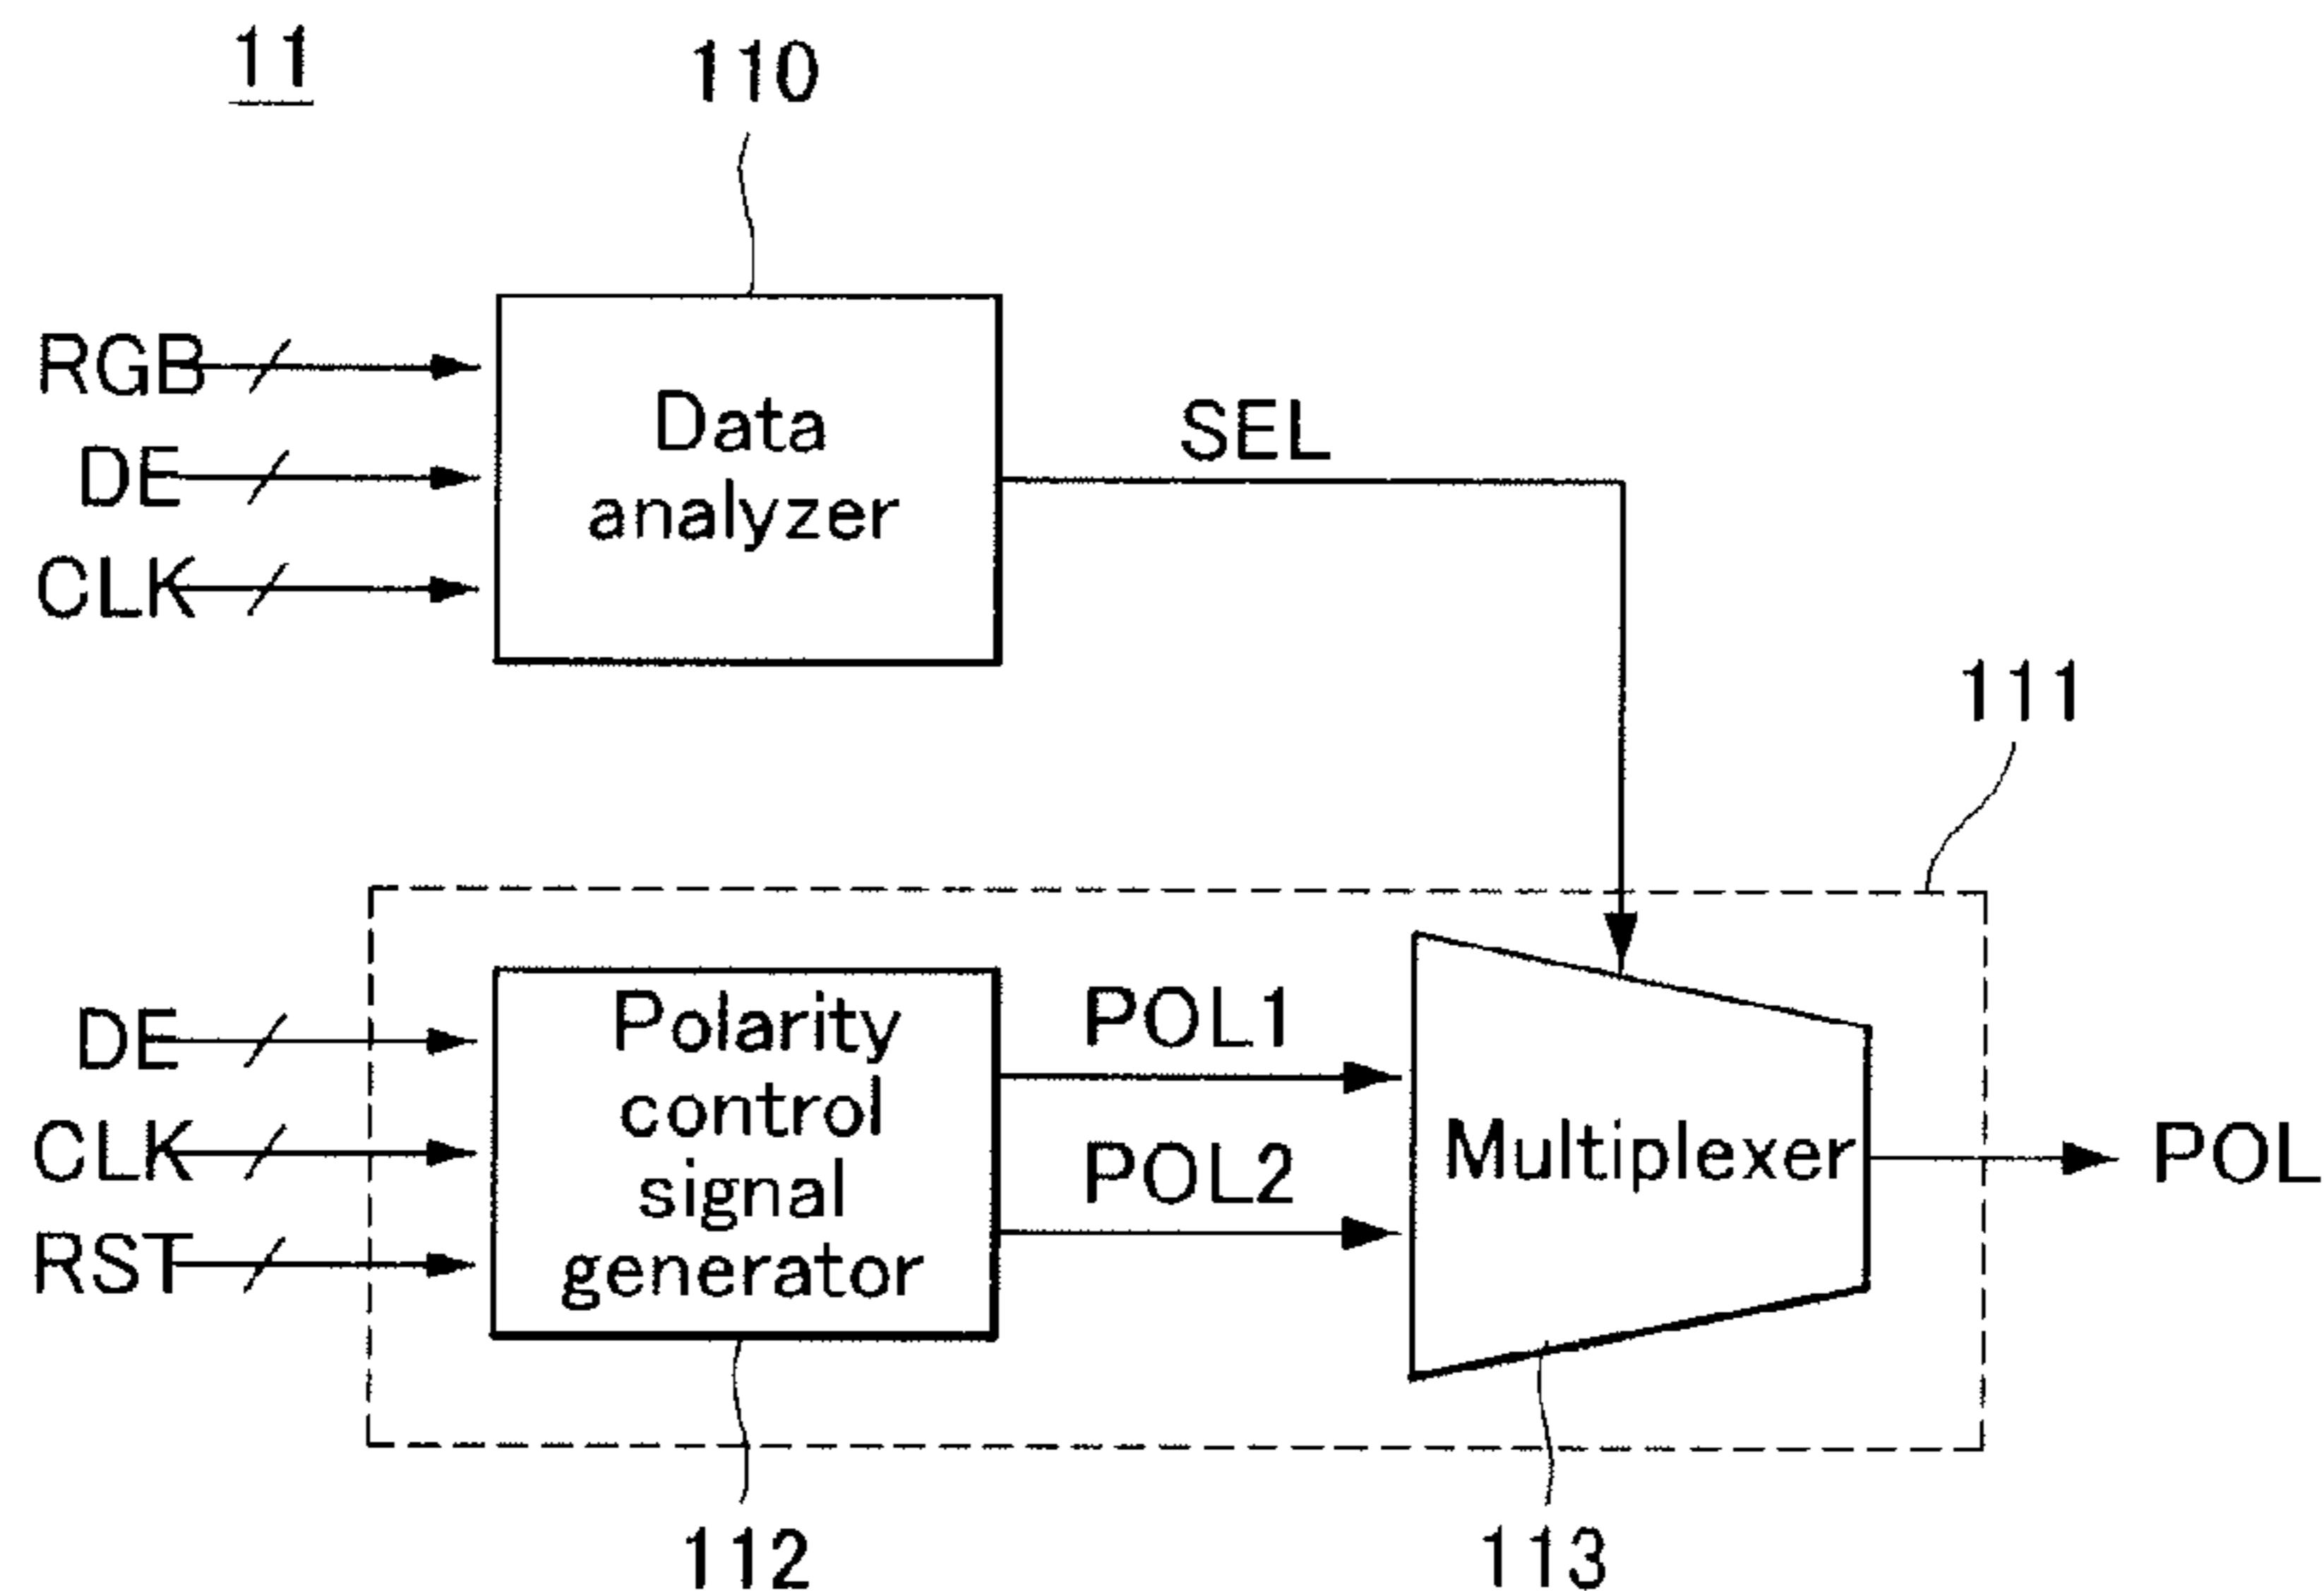 11
110
RGB
DE
CLK
Data
analyzer
SEL
111
DE
CLK
RST
Polarity
control
signal
generator
POL1
POL2
Multiplexer
POL
112
113